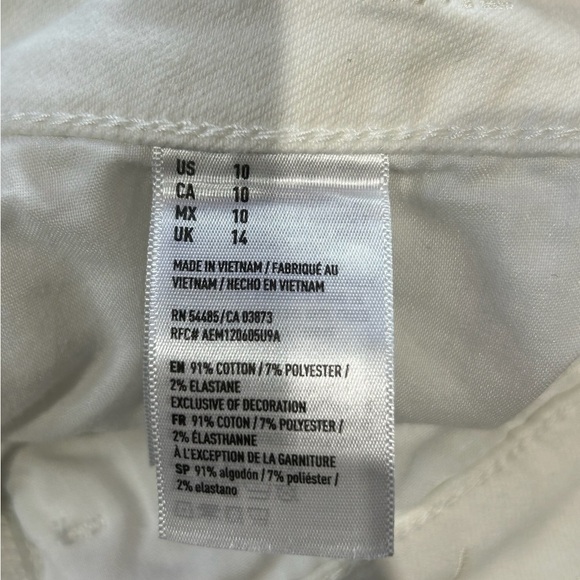 US 10
CA 10
MX 10
UK 14
MADE IN VIETNAM / FABRIQUÉ AU
VIETNAM / HECHO EN VIETNAM
RN 54485 / CA 03873
RFC# AEM120605U9A
EN 91% COTTON / 7% POLYESTER /
2% ELASTANE
EXCLUSIVE OF DECORATION
FR 91% COTON / 7% POLYESTER /
2% ÉLASTHANNE
À L'EXCEPTION DE LA GARNITURE
SP 91% algodón / 7% poliéster /
2% elastano